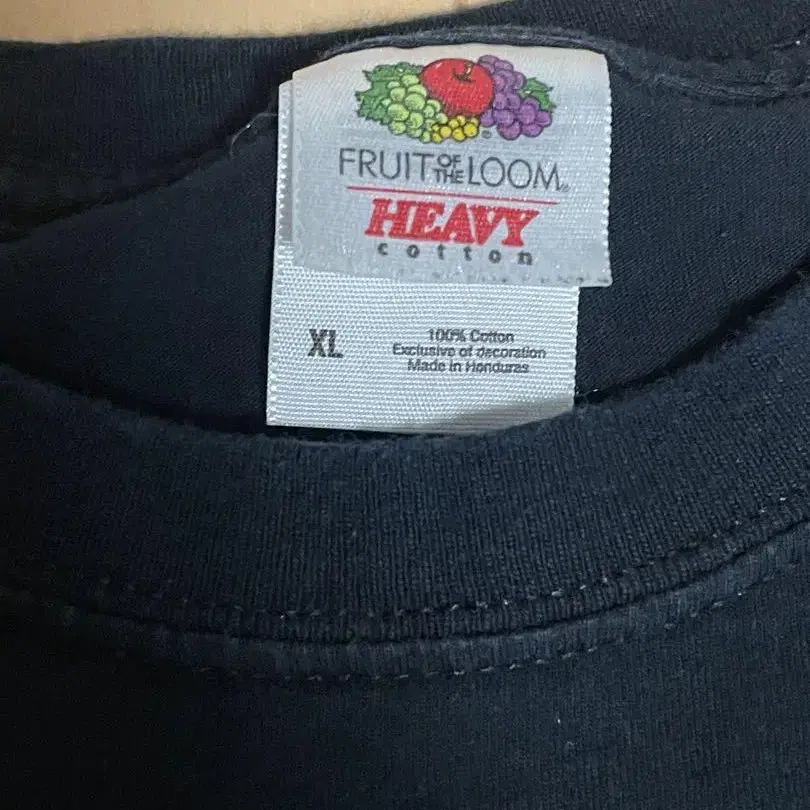 FRUIT OF THE LOOM®
HEAVY
cotton
XL
100% Cotton
Exclusive of decoration
Made in Honduras